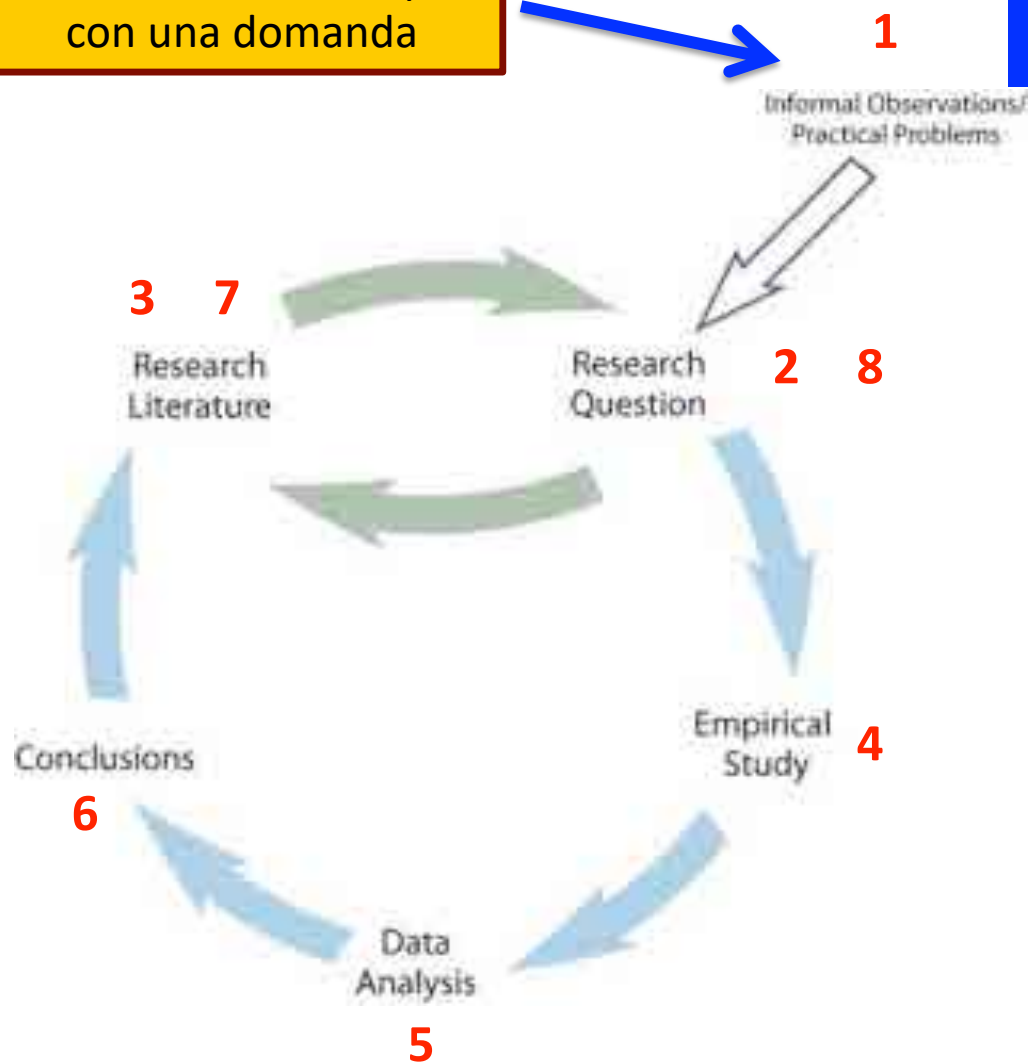 con una domanda
1
Informal Observations/
Practical Problems
3 7
Research
Literature
Research
Question
2 8
Empirical
Study
4
Conclusions
6
Data
Analysis
5